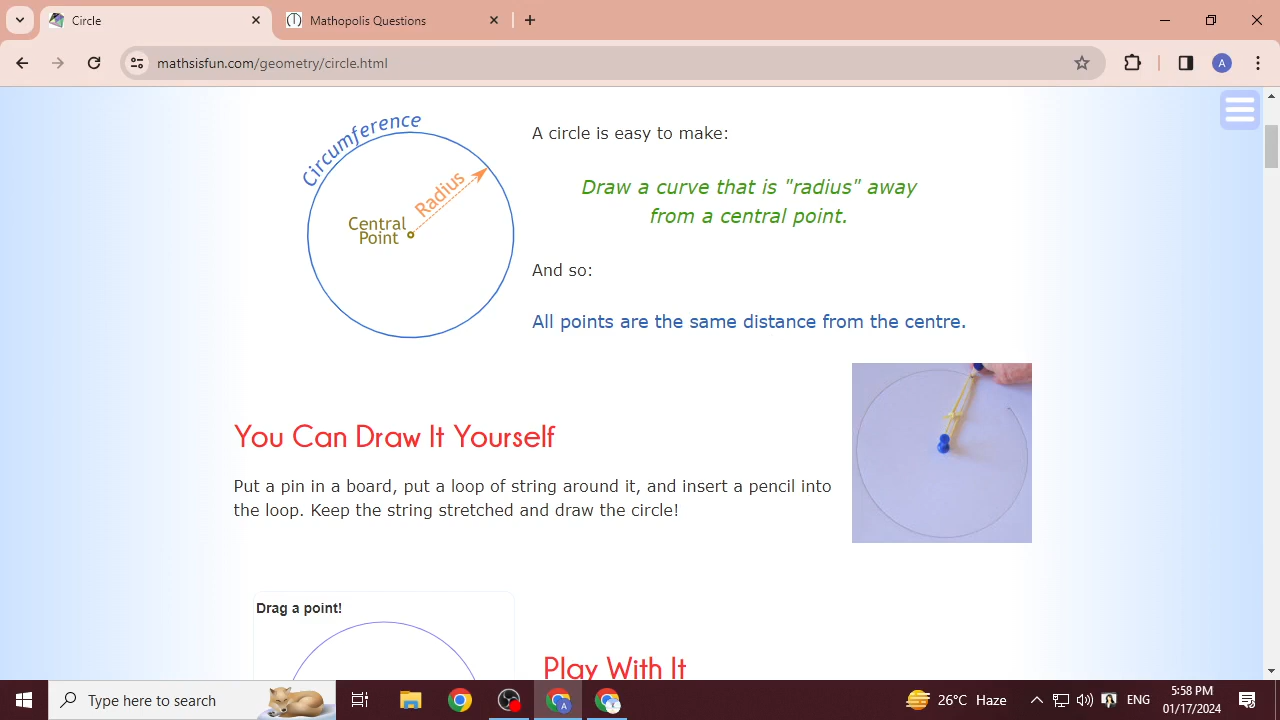 Circle
Mathopolis Questions
mathsisfun.com/geometry/circle.html
A
Circumference
Radius
Central
Point
A circle is easy to make:
Draw a curve that is "radius" away
from a central point.
And so:
All points are the same distance from the centre.
You Can Draw It Yourself
Put a pin in a board, put a loop of string around it, and insert a pencil into
the loop. Keep the string stretched and draw the circle!
Drag a point!
Play With It
Type here to search
26°C Haze
ENG
5:58 PM
01/17/2024